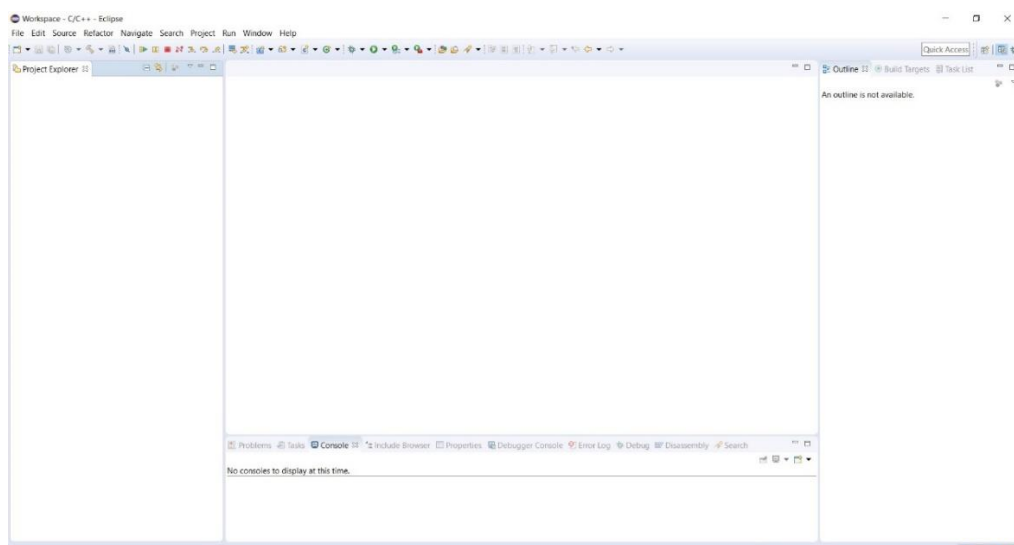 Workspace - C/C++ - Eclipse
File Edit Source Refactor Navigate Search Project Run Window Help
Quick Access
Project Explorer
Outline Build Targets Task List
An outline is not available.
Problems Tasks Console Include Browser Properties Debugger Console Error Log Debug Disassembly Search
No consoles to display at this time.